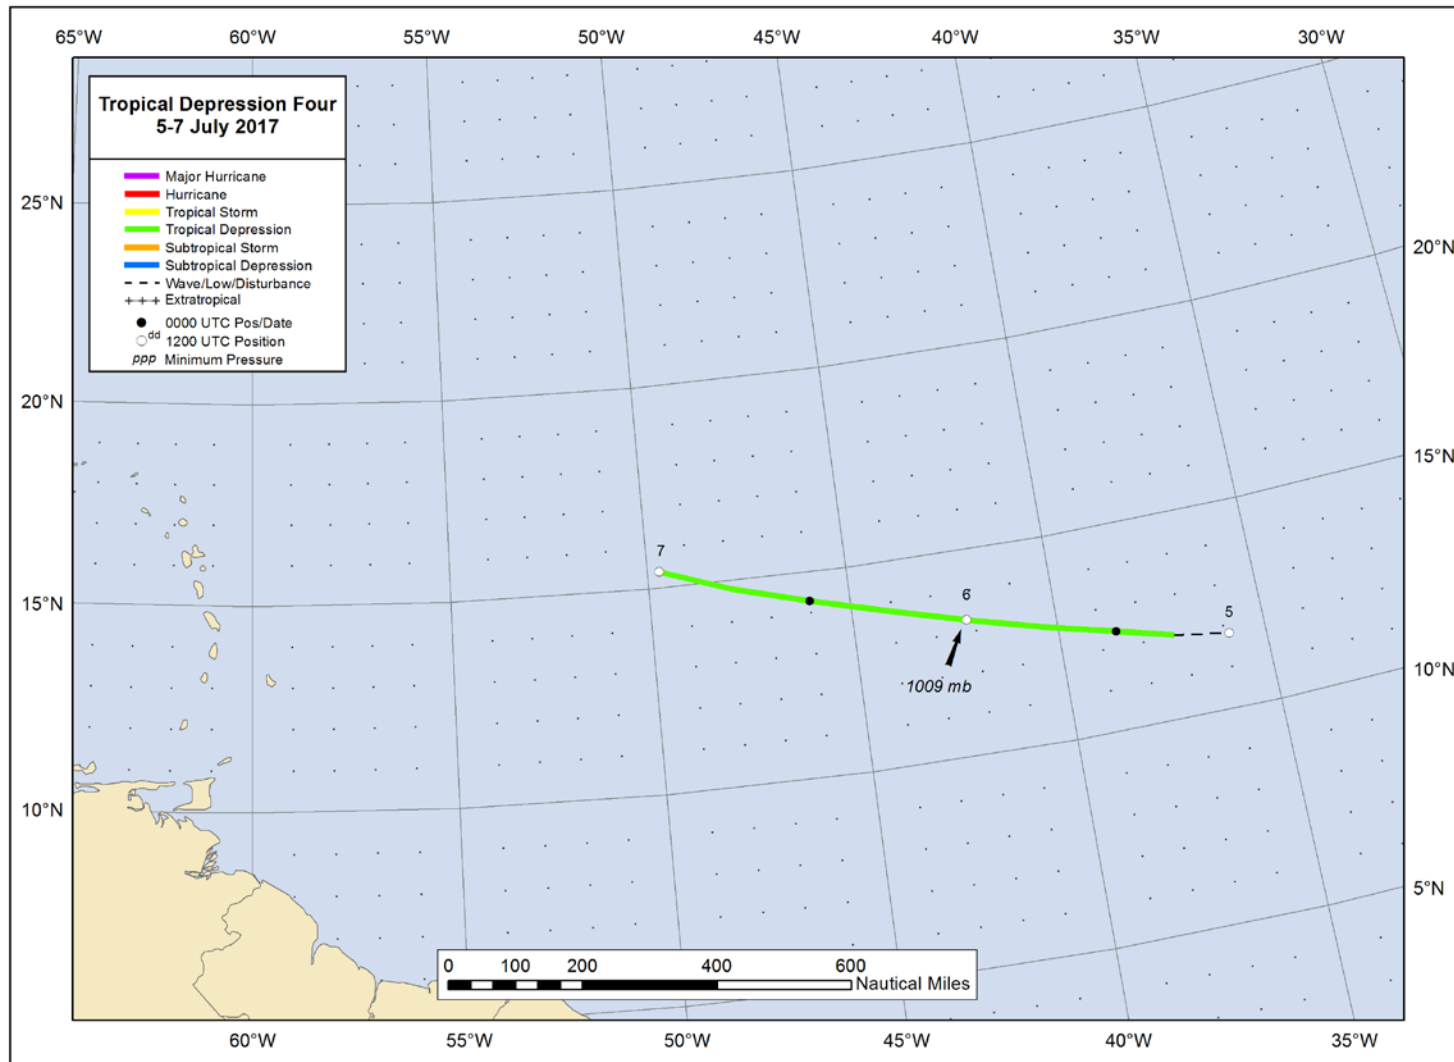 65°W 60°W 55°W 50°W 45°W 40°W 35°W 30°W
Tropical Depression Four
5-7 July 2017
Major Hurricane
Hurricane
Tropical Storm
Tropical Depression
Subtropical Storm
Subtropical Depression
Wave/Low/Disturbance
Extratropical
0000 UTC Pos/Date
dd 1200 UTC Position
ppp Minimum Pressure
25°N
20°N
20°N
15°N
7
6
5
15°N
1009 mb
10°N
10°N
5°N
0 100 200 400 600
Nautical Miles
60°W 55°W 50°W 45°W 40°W 35°W